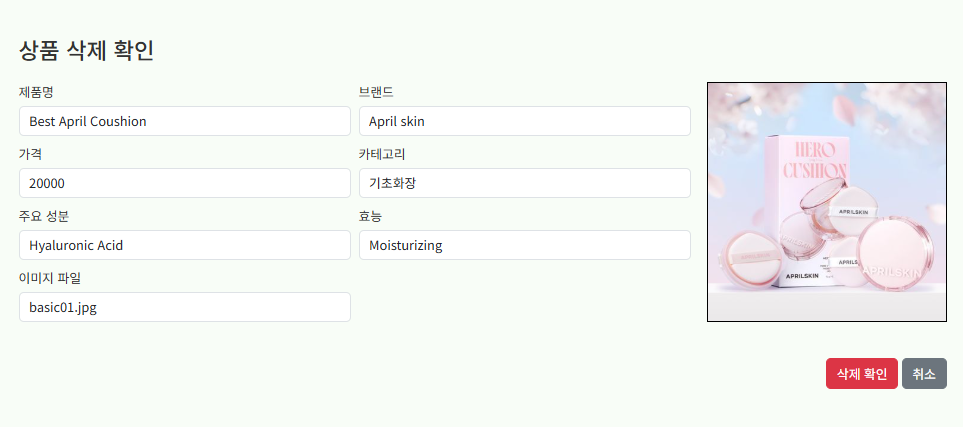 상품 삭제 확인
제품명
브랜드
Best April Coushion
April skin
가격
카테고리
20000
기초화장
주요 성분
효능
Hyaluronic Acid
Moisturizing
이미지 파일
basic01.jpg
HERO
CUSHION
APRILSKIN
APRILSKIN
APRILSKIN
삭제 확인
취소